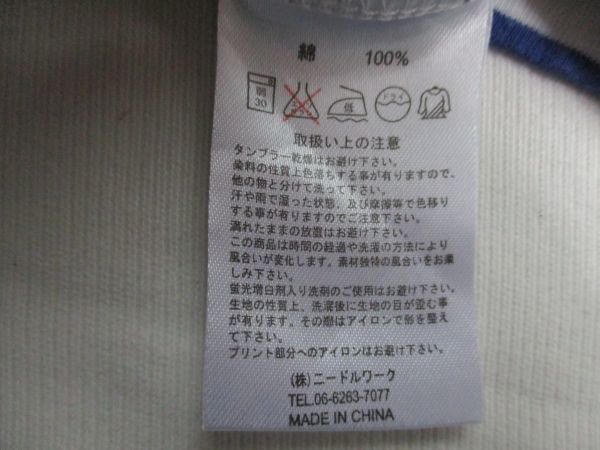 綿 100%
弱 30 エンソサラシ 低 ドライ
取扱い上の注意
タンブラー乾燥はお避け下さい。
染料の性質上色落ちする事が有りますので、
他の物と分けて洗って下さい。
汗や雨で湿った状態、及び摩擦等で色移り
する事が有りますのでご注意下さい。
濡れたままの放置はお避け下さい。
この商品は時間の経過や洗濯の方法により
風合いが変化します。素材独特の風合いをお楽
しみ下さい。
蛍光増白剤入り洗剤のご使用はお避け下さい。
生地の性質上、洗濯後に生地の目が歪む事
が有ります。その際はアイロンで形を整え
て下さい。
プリント部分へのアイロンはお避け下さい。
(株)ニードルワーク
TEL.06-6263-7077
MADE IN CHINA